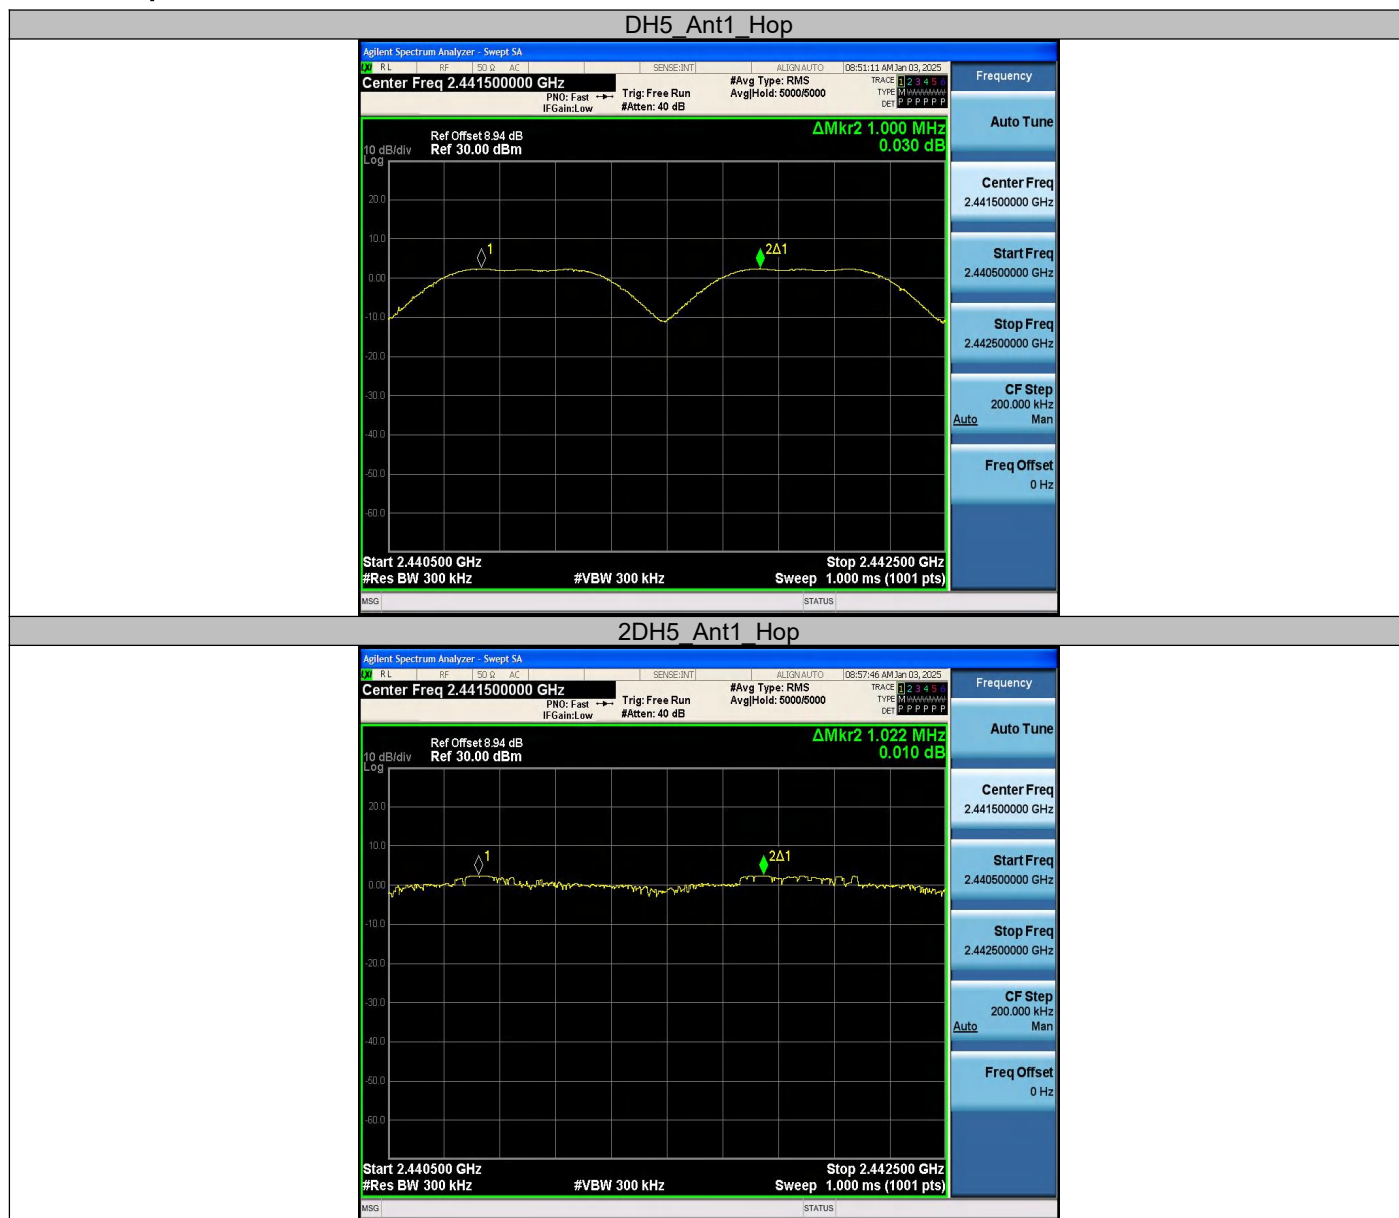 DH5_Ant1_Hop
Agilent Spectrum Analyzer - Swept SA
LXI RL RF 50 Ω AC SENSE:INT ALIGNAUTO 08:51:11 AM Jan 03, 2025
Center Freq 2.441500000 GHz
PNO: Fast
IFGain:Low
Trig: Free Run
#Atten: 40 dB
#Avg Type: RMS
Avg|Hold: 5000/5000
TRACE 1 2 3 4 5 6
TYPE M
DET P P P P P P
Frequency
ΔMkr2 1.000 MHz
0.030 dB
Ref Offset 8.94 dB
10 dB/div Ref 30.00 dBm
Log
20.0
10.0
0.00
-10.0
-20.0
-30.0
-40.0
-50.0
-60.0
1
2Δ1
Start 2.440500 GHz Stop 2.442500 GHz
#Res BW 300 kHz #VBW 300 kHz Sweep 1.000 ms (1001 pts)
MSG STATUS
Auto Tune
Center Freq
2.441500000 GHz
Start Freq
2.440500000 GHz
Stop Freq
2.442500000 GHz
CF Step
200.000 kHz
Auto Man
Freq Offset
0 Hz
2DH5_Ant1_Hop
Agilent Spectrum Analyzer - Swept SA
LXI RL RF 50 Ω AC SENSE:INT ALIGNAUTO 08:57:46 AM Jan 03, 2025
Center Freq 2.441500000 GHz
PNO: Fast
IFGain:Low
Trig: Free Run
#Atten: 40 dB
#Avg Type: RMS
Avg|Hold: 5000/5000
TRACE 1 2 3 4 5 6
TYPE M
DET P P P P P P
Frequency
ΔMkr2 1.022 MHz
0.010 dB
Ref Offset 8.94 dB
10 dB/div Ref 30.00 dBm
Log
20.0
10.0
0.00
-10.0
-20.0
-30.0
-40.0
-50.0
-60.0
1
2Δ1
Start 2.440500 GHz Stop 2.442500 GHz
#Res BW 300 kHz #VBW 300 kHz Sweep 1.000 ms (1001 pts)
MSG STATUS
Auto Tune
Center Freq
2.441500000 GHz
Start Freq
2.440500000 GHz
Stop Freq
2.442500000 GHz
CF Step
200.000 kHz
Auto Man
Freq Offset
0 Hz